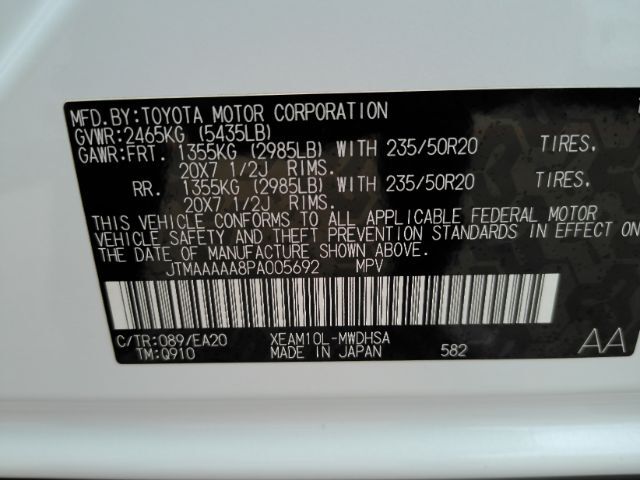 MFD.BY:TOYOTA MOTOR CORPORATION
GVWR:2465KG (5435LB)
GAWR:FRT. 1355KG (2985LB) WITH 235/50R20 TIRES.
20X7 1/2J RIMS.
RR. 1355KG (2985LB) WITH 235/50R20 TIRES.
20X7 1/2J RIMS.
THIS VEHICLE CONFORMS TO ALL APPLICABLE FEDERAL MOTOR
VEHICLE SAFETY AND THEFT PREVENTION STANDARDS IN EFFECT ON
THE DATE OF MANUFACTURE SHOWN ABOVE.
JTMAAAAA8PA005692 MPV
C/TR:089/EA20 XEAM10L-MWDHSA AA
TM:Q910 MADE IN JAPAN 582